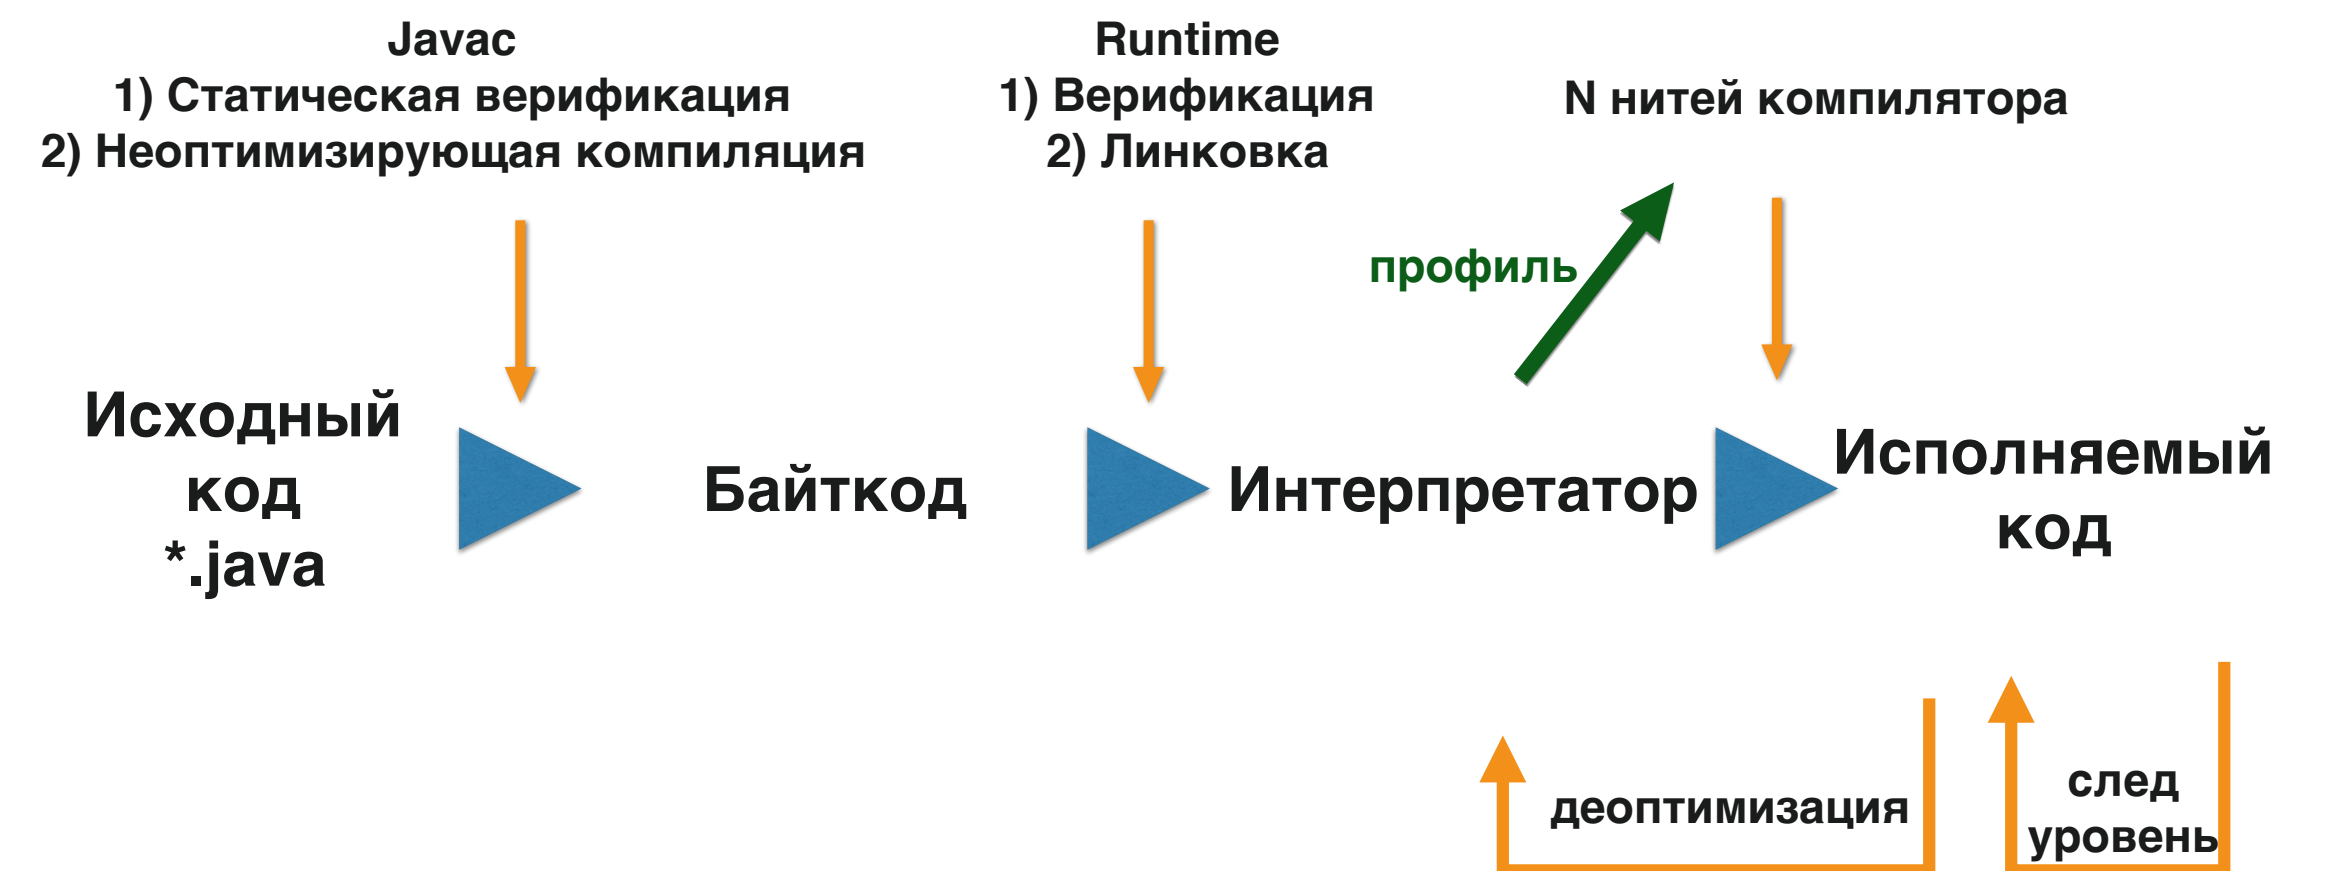 Javac
1) Статическая верификация
2) Неоптимизирующая компиляция
Runtime
1) Верификация
2) Линковка
N нитей компилятора
профиль
Исходный
код
*.java
Байткод
Интерпретатор
Исполняемый
код
деоптимизация
след
уровень